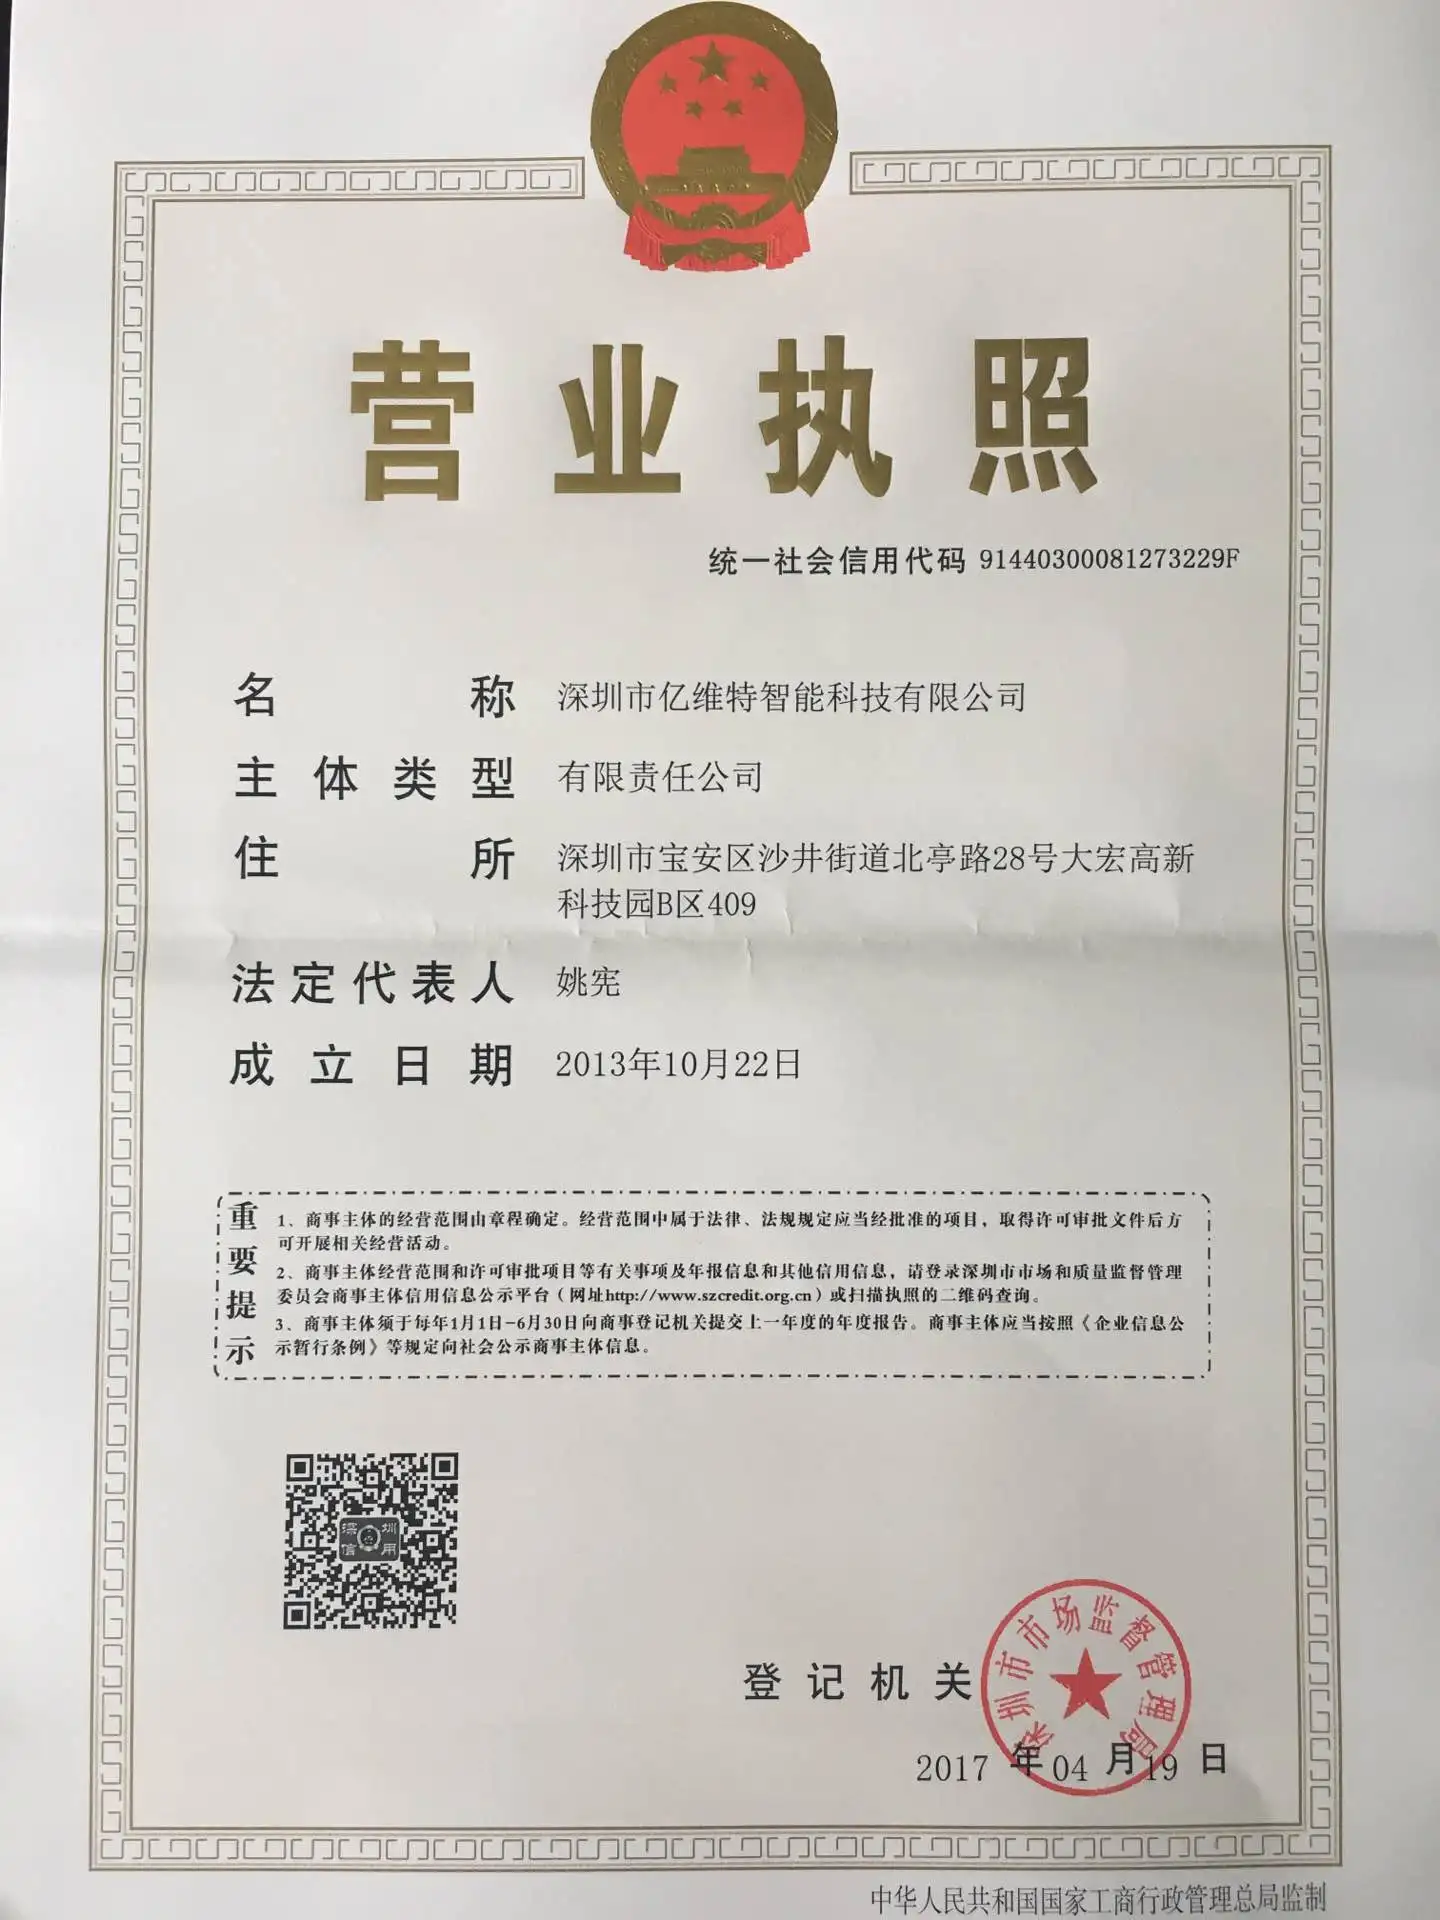 营业执照
统一社会信用代码 91440300081273229F
名称 深圳市亿维特智能科技有限公司
主体类型 有限责任公司
住所 深圳市宝安区沙井街道北亭路28号大宏高新
科技园B区409
法定代表人 姚宪
成立日期 2013年10月22日
重要提示
1、商事主体的经营范围由章程确定。经营范围中属于法律、法规规定应当经批准的项目，取得许可审批文件后方
可开展相关经营活动。
2、商事主体经营范围和许可审批项目等有关事项及年报信息和其他信用信息，请登录深圳市市场和质量监督管理
委员会商事主体信用信息公示平台（网址http://www.szcredit.org.cn）或扫描执照的二维码查询。
3、商事主体须于每年1月1日-6月30日向商事登记机关提交上一年度的年度报告。商事主体应当按照《企业信息公
示暂行条例》等规定向社会公示商事主体信息。
深圳
信用
登记机关
深圳市市场监督管理局
2017年04月19日
中华人民共和国国家工商行政管理总局监制